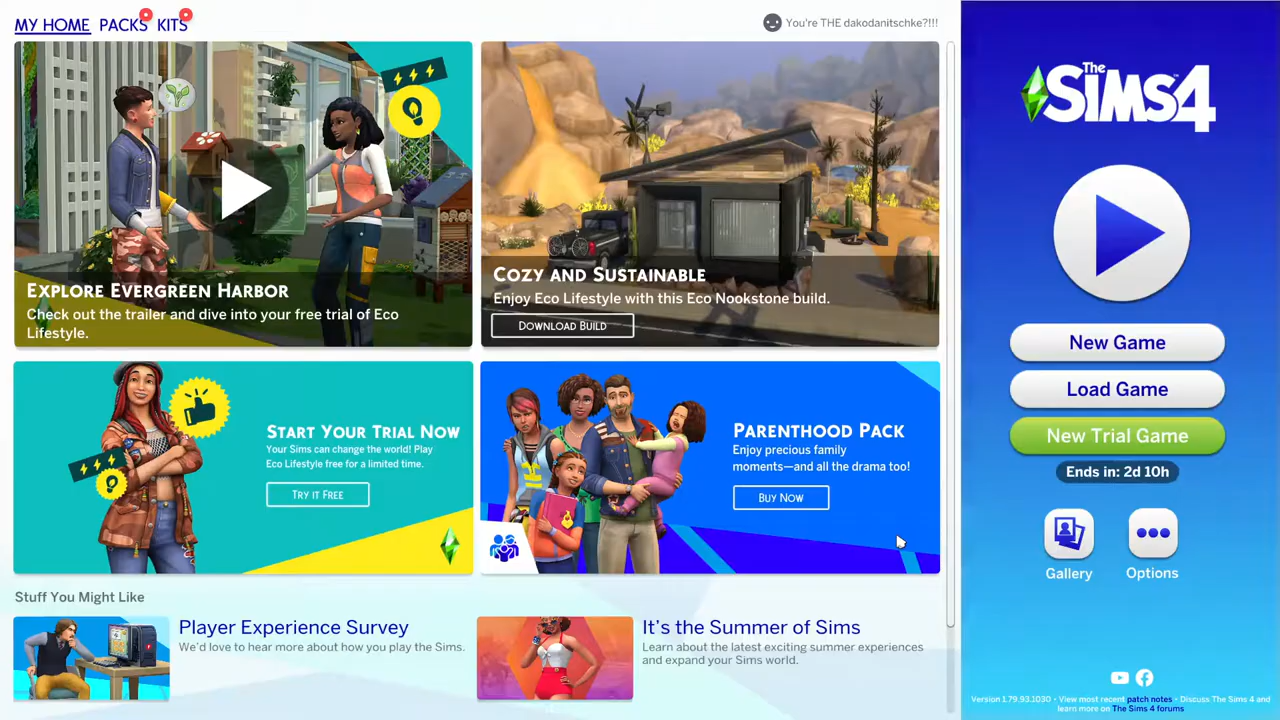 MY HOME PACKS KITS
You're THE dakodanitschke?!!!
EXPLORE EVERGREEN HARBOR
Check out the trailer and dive into your free trial of Eco
Lifestyle.
COZY AND SUSTAINABLE
Enjoy Eco Lifestyle with this Eco Nookstone build.
DOWNLOAD BUILD
START YOUR TRIAL NOW
Your Sims can change the world! Play
Eco Lifestyle free for a limited time.
TRY IT FREE
PARENTHOOD PACK
Enjoy precious family
moments—and all the drama too!
BUY NOW
Stuff You Might Like
Player Experience Survey
We'd love to hear more about how you play the Sims.
It's the Summer of Sims
Learn about the latest exciting summer experiences
and expand your Sims world.
The SIMS 4
New Game
Load Game
New Trial Game
Ends in: 2d 10h
Gallery
Options
Version 1.79.93.1030 • View most recent patch notes • Discuss The Sims 4 and
learn more on The Sims 4 forums